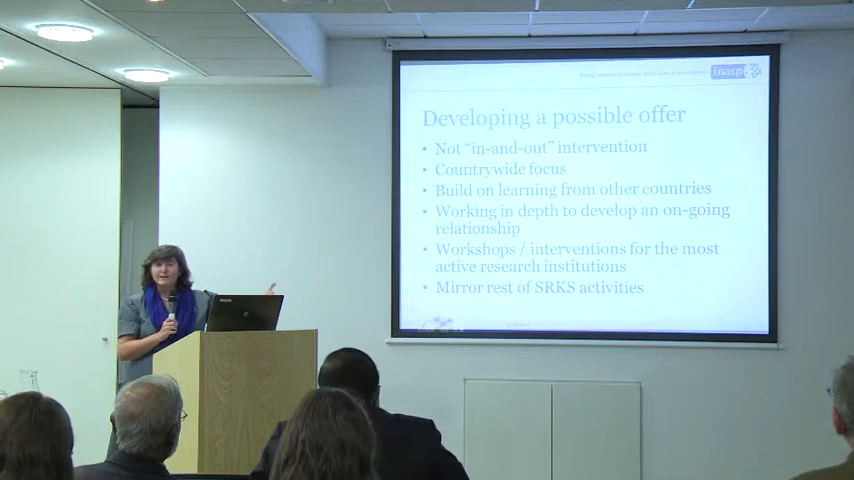 inasp
Developing a possible offer
• Not “in-and-out” intervention
• Countrywide focus
• Build on learning from other countries
• Working in depth to develop an on-going
relationship
• Workshops / interventions for the most
active research institutions
• Mirror rest of SRKS activities